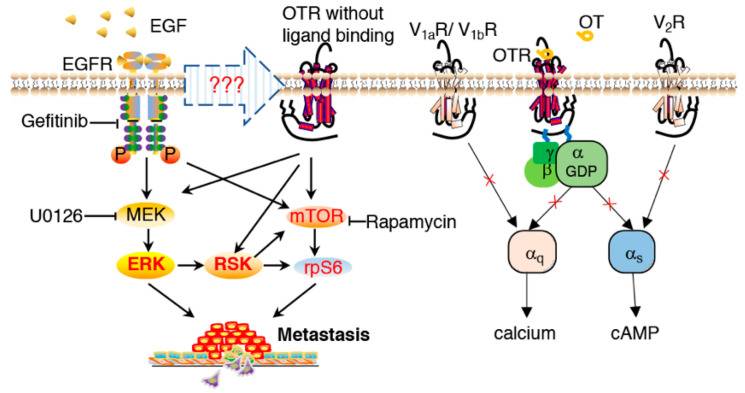 EGF
OTR without
ligand binding
V1aR/ V1bR
OT
V2R
EGFR
???
OTR
Gefitinib
P
P
γ
α
β
GDP
U0126
MEK
mTOR
Rapamycin
ERK
RSK
rpS6
αq
αs
Metastasis
calcium
cAMP